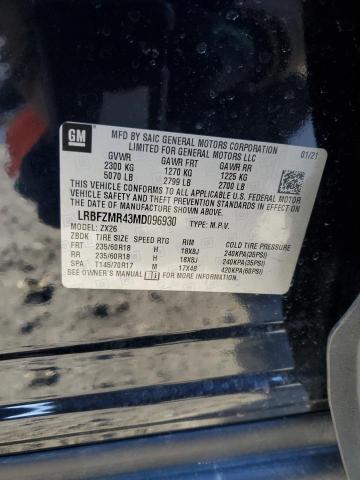 GM
MFD BY SAIC GENERAL MOTORS CORPORATION
LIMITED FOR GENERAL MOTORS LLC
01/21
GVWR GAWR FRT GAWR RR
2300 KG 1270 KG 1225 KG
5070 LB 2799 LB 2700 LB
THIS VEHICLE CONFORMS TO ALL APPLICABLE U.S. FEDERAL MOTOR
VEHICLE SAFETY, BUMPER, AND THEFT PREVENTION STANDARDS IN EFFECT ON
THE DATE OF MANUFACTURE SHOWN ABOVE.
LRBFZMR43MD096930 TYPE: M.P.V.
MODEL: ZX26
ZBDK TIRE SIZE SPEED RTG RIM COLD TIRE PRESSURE
FRT 235/60R18 H 18X8J 240KPA(35PSI)
RR 235/60R18 H 18X8J 240KPA(35PSI)
SPA T145/70R17 M 17X4B 420KPA(60PSI)
SEE OWNER'S MANUAL FOR MORE INFORMATION.